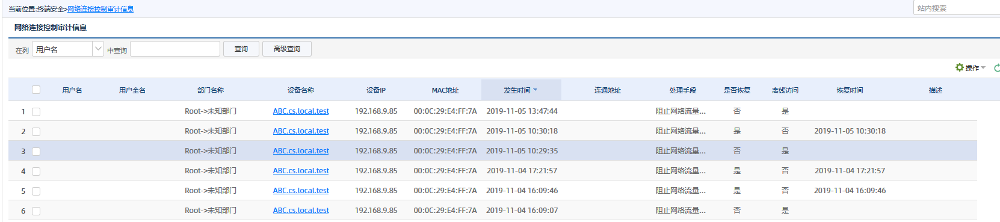 当前位置:终端安全>网络连接控制审计信息
站内搜索
网络连接控制审计信息
在列 用户名 中查询 查询 高级查询
操作
用户名 用户全名 部门名称 设备名称 设备IP MAC地址 发生时间 连通地址 处理手段 是否恢复 离线访问 恢复时间 描述
1 Root->未知部门 ABC.cs.local.test 192.168.9.85 00:0C:29:E4:FF:7A 2019-11-05 13:47:44 阻止网络流量... 否 是
2 Root->未知部门 ABC.cs.local.test 192.168.9.85 00:0C:29:E4:FF:7A 2019-11-05 10:30:18 阻止网络流量... 是 否 2019-11-05 10:30:18
3 Root->未知部门 ABC.cs.local.test 192.168.9.85 00:0C:29:E4:FF:7A 2019-11-05 10:29:35 阻止网络流量... 否 是
4 Root->未知部门 ABC.cs.local.test 192.168.9.85 00:0C:29:E4:FF:7A 2019-11-04 17:21:57 阻止网络流量... 是 否 2019-11-04 17:21:57
5 Root->未知部门 ABC.cs.local.test 192.168.9.85 00:0C:29:E4:FF:7A 2019-11-04 16:09:46 阻止网络流量... 是 否 2019-11-04 16:09:46
6 Root->未知部门 ABC.cs.local.test 192.168.9.85 00:0C:29:E4:FF:7A 2019-11-04 16:09:07 阻止网络流量... 否 是